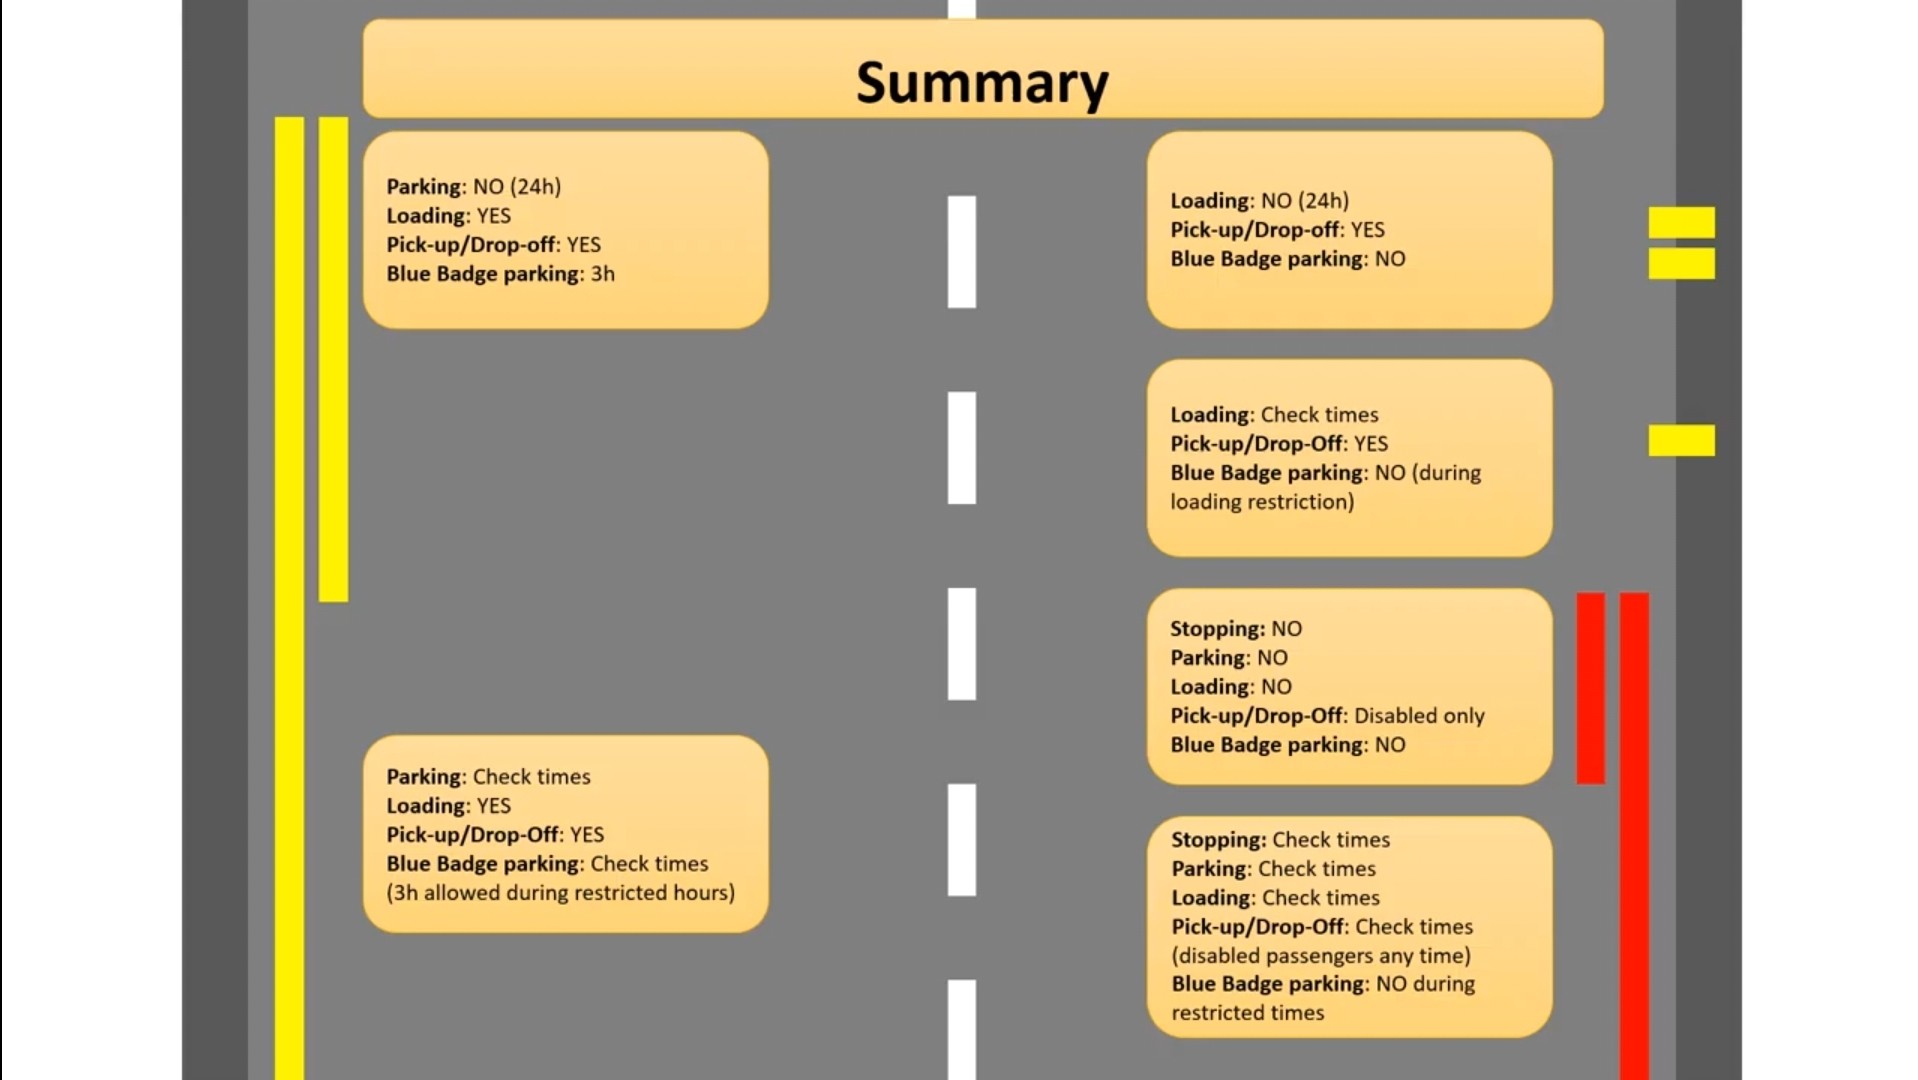 Summary
Parking: NO (24h)
Loading: YES
Pick-up/Drop-off: YES
Blue Badge parking: 3h
Parking: Check times
Loading: YES
Pick-up/Drop-Off: YES
Blue Badge parking: Check times
(3h allowed during restricted hours)
Loading: NO (24h)
Pick-up/Drop-off: YES
Blue Badge parking: NO
Loading: Check times
Pick-up/Drop-Off: YES
Blue Badge parking: NO (during
loading restriction)
Stopping: NO
Parking: NO
Loading: NO
Pick-up/Drop-Off: Disabled only
Blue Badge parking: NO
Stopping: Check times
Parking: Check times
Loading: Check times
Pick-up/Drop-Off: Check times
(disabled passengers any time)
Blue Badge parking: NO during
restricted times